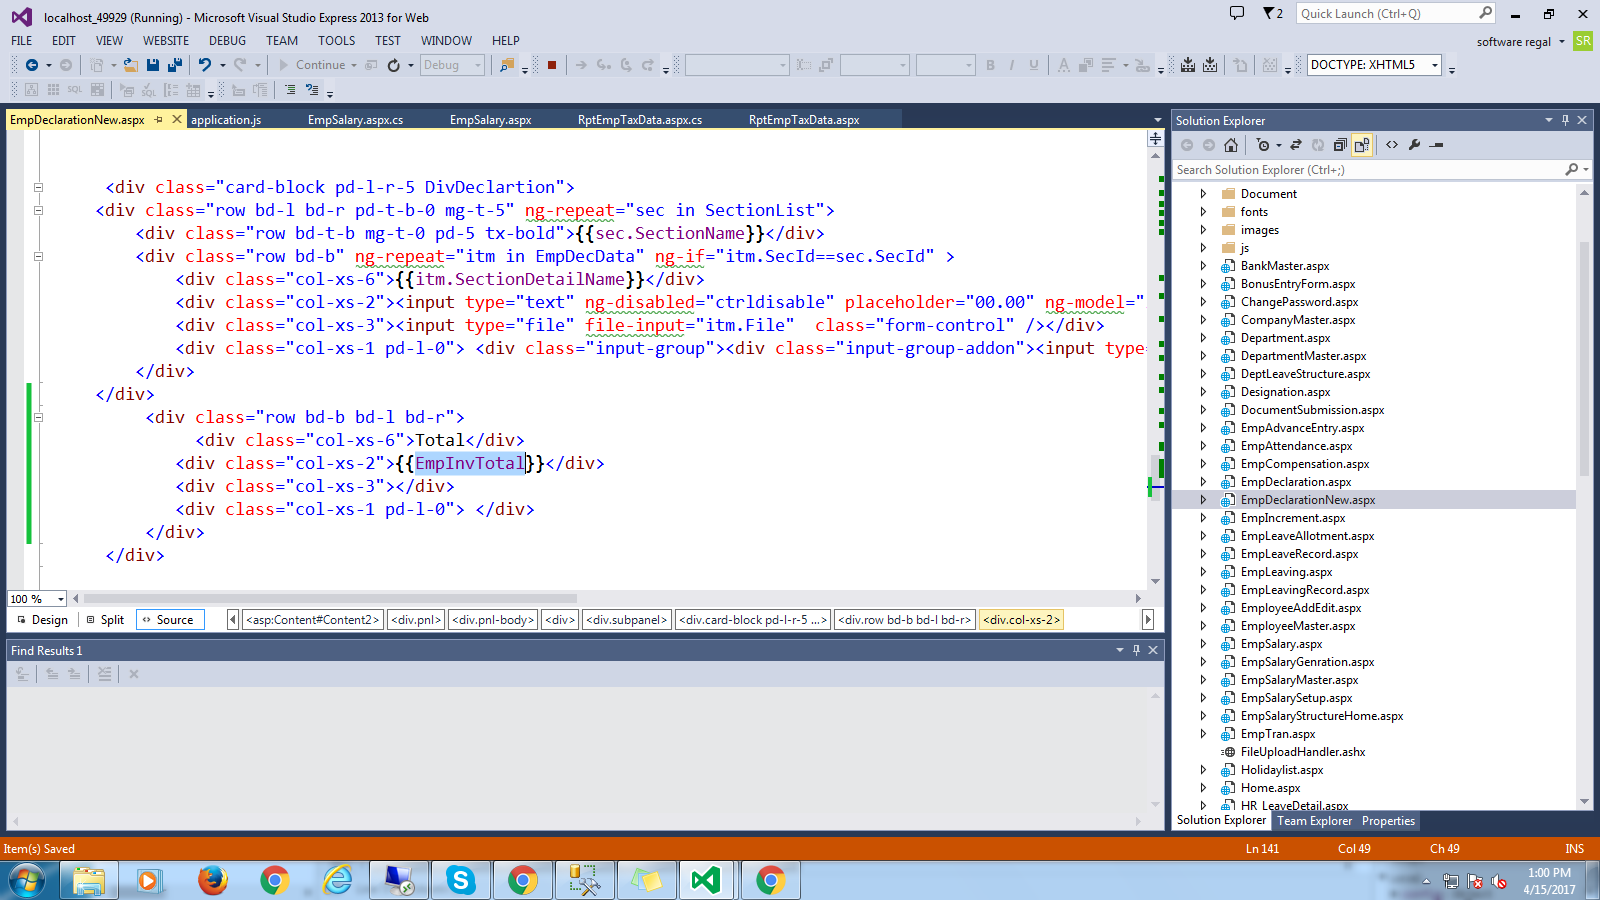 localhost_49929 (Running) - Microsoft Visual Studio Express 2013 for Web
2
Quick Launch (Ctrl+Q)
FILE EDIT VIEW WEBSITE DEBUG TEAM TOOLS TEST WINDOW HELP
software regal SR
Continue Debug DOCTYPE: XHTML5
SQL
EmpDeclarationNew.aspx application.js EmpSalary.aspx.cs EmpSalary.aspx RptEmpTaxData.aspx.cs RptEmpTaxData.aspx
<div class="card-block pd-l-r-5 DivDeclartion">
<div class="row bd-l bd-r pd-t-b-0 mg-t-5" ng-repeat="sec in SectionList">
<div class="row bd-t-b mg-t-0 pd-5 tx-bold">{{sec.SectionName}}</div>
<div class="row bd-b" ng-repeat="itm in EmpDecData" ng-if="itm.SecId==sec.SecId" >
<div class="col-xs-6">{{itm.SectionDetailName}}</div>
<div class="col-xs-2"><input type="text" ng-disabled="ctrldisable" placeholder="00.00" ng-model="
<div class="col-xs-3"><input type="file" file-input="itm.File" class="form-control" /></div>
<div class="col-xs-1 pd-l-0"> <div class="input-group"><div class="input-group-addon"><input type=
</div>
</div>
<div class="row bd-b bd-l bd-r">
<div class="col-xs-6">Total</div>
<div class="col-xs-2">{{EmpInvTotal}}</div>
<div class="col-xs-3"></div>
<div class="col-xs-1 pd-l-0"> </div>
</div>
</div>
100 %
Design Split Source <asp:Content#Content2> <div.pnl> <div.pnl-body> <div> <div.subpanel> <div.card-block pd-l-r-5 ...> <div.row bd-b bd-l bd-r> <div.col-xs-2>
Find Results 1
Solution Explorer
Search Solution Explorer (Ctrl+;)
Document
fonts
images
js
BankMaster.aspx
BonusEntryForm.aspx
ChangePassword.aspx
CompanyMaster.aspx
Department.aspx
DepartmentMaster.aspx
DeptLeaveStructure.aspx
Designation.aspx
DocumentSubmission.aspx
EmpAdvanceEntry.aspx
EmpAttendance.aspx
EmpCompensation.aspx
EmpDeclaration.aspx
EmpDeclarationNew.aspx
EmpIncrement.aspx
EmpLeaveAllotment.aspx
EmpLeaveRecord.aspx
EmpLeaving.aspx
EmpLeavingRecord.aspx
EmployeeAddEdit.aspx
EmployeeMaster.aspx
EmpSalary.aspx
EmpSalaryGenration.aspx
EmpSalaryMaster.aspx
EmpSalarySetup.aspx
EmpSalaryStructureHome.aspx
EmpTran.aspx
FileUploadHandler.ashx
Holidaylist.aspx
Home.aspx
HR_LeaveDetail.aspx
Solution Explorer Team Explorer Properties
Item(s) Saved Ln 141 Col 49 Ch 49 INS
1:00 PM
4/15/2017